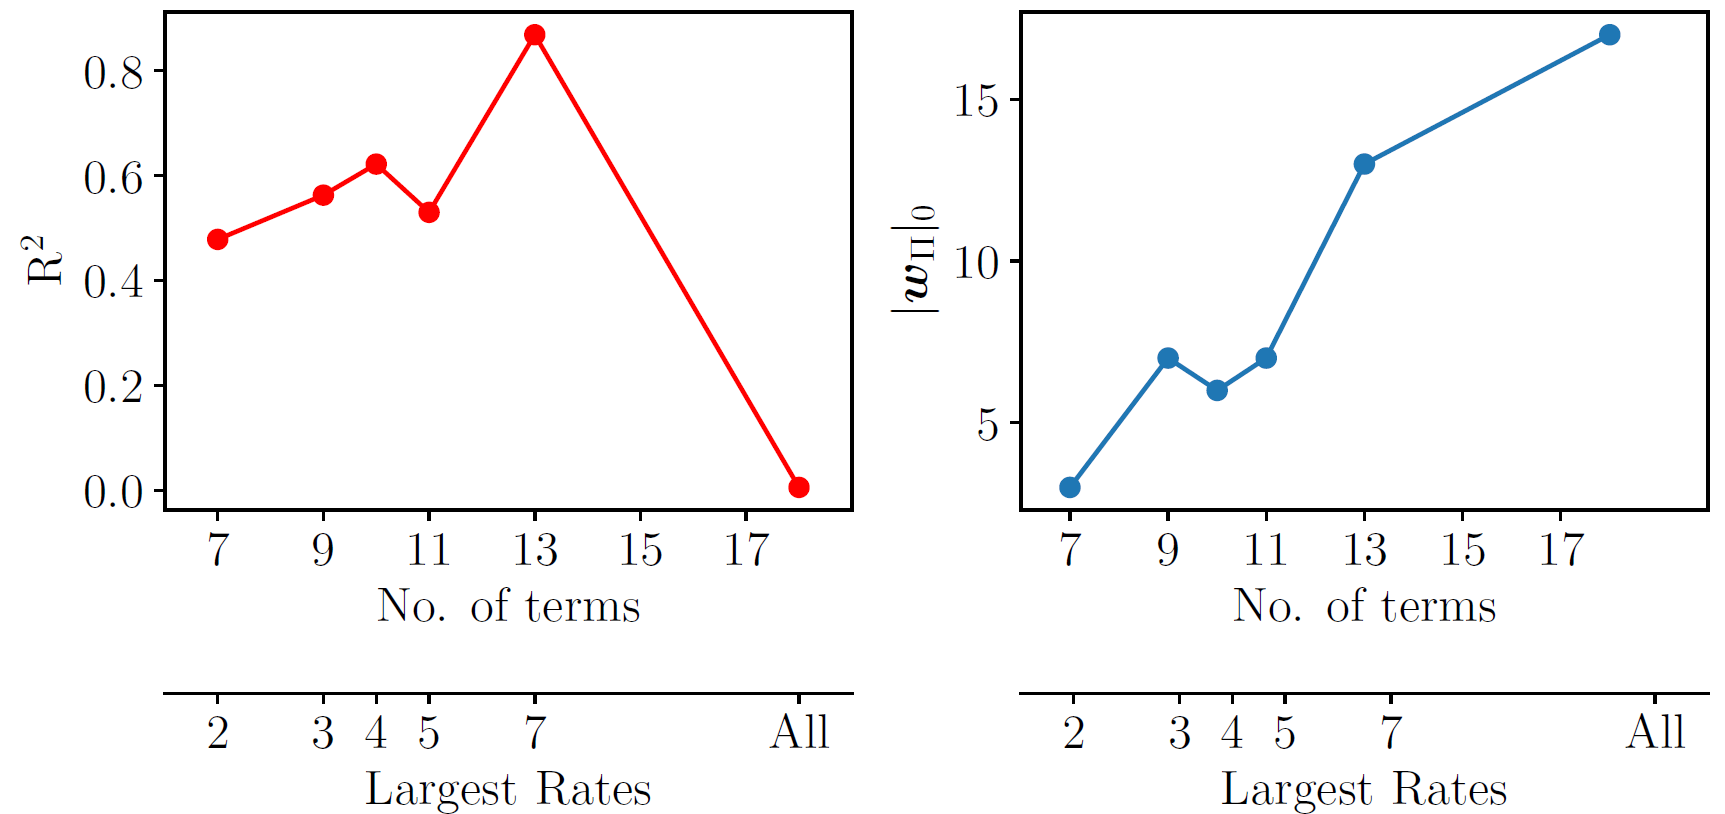 R²
0.8
0.6
0.4
0.2
0.0
7 9 11 13 15 17
No. of terms
2 3 4 5 7 All
Largest Rates
|w_Π|₀
15
10
5
7 9 11 13 15 17
No. of terms
2 3 4 5 7 All
Largest Rates